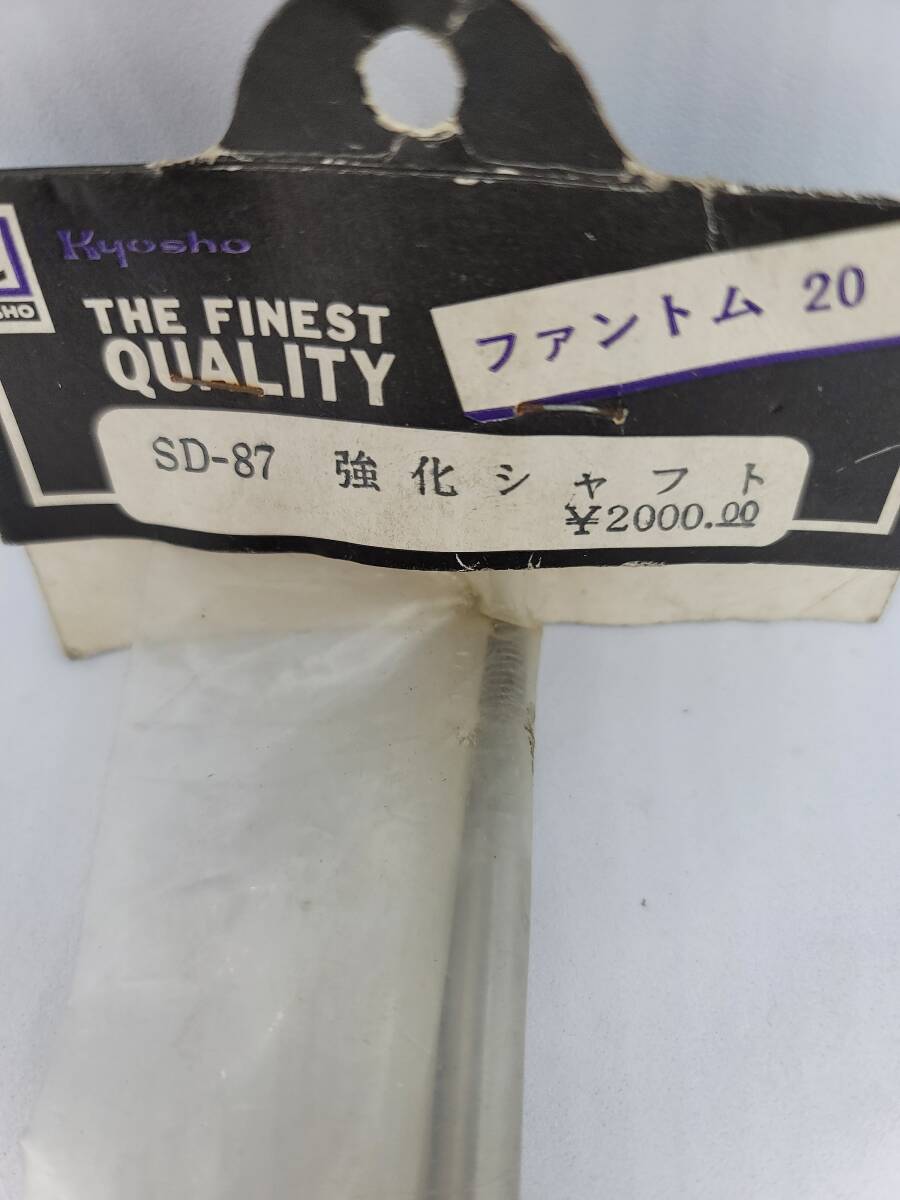 Kyosho
THE FINEST
QUALITY
ファントム 20
SD-87 強化シャフト
¥2000.00